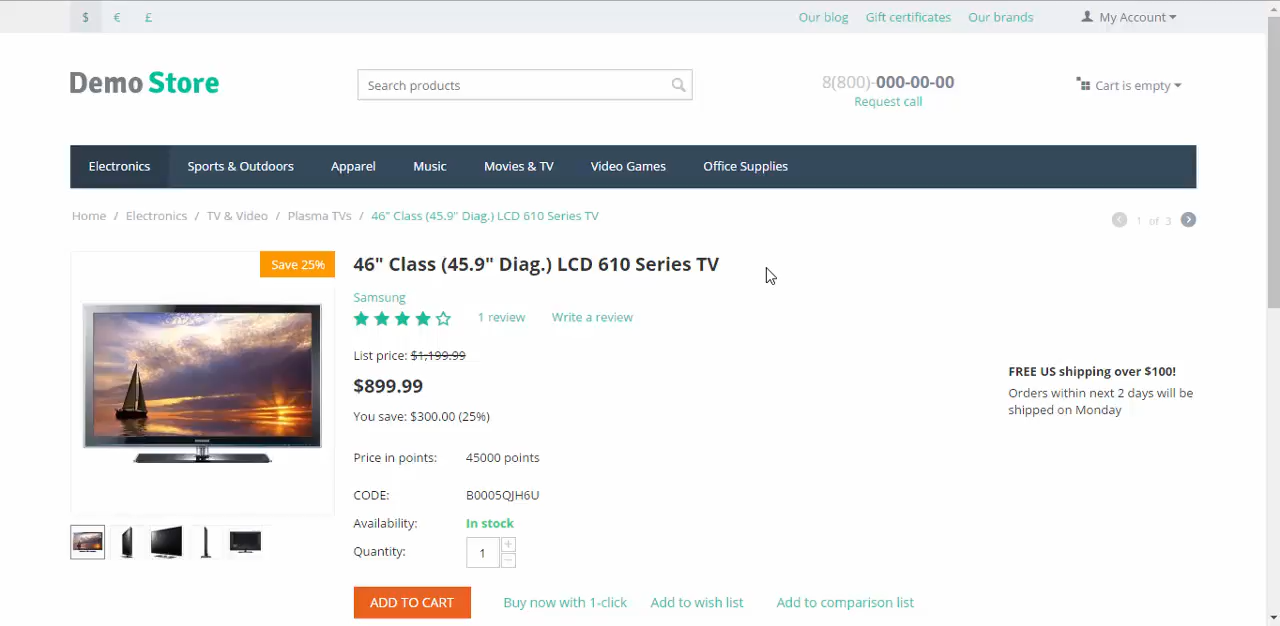 $ € £ Our blog Gift certificates Our brands My Account
Demo Store Search products 8(800)-000-00-00 Cart is empty
Request call
Electronics Sports & Outdoors Apparel Music Movies & TV Video Games Office Supplies
Home / Electronics / TV & Video / Plasma TVs / 46" Class (45.9" Diag.) LCD 610 Series TV 1 of 3
Save 25% 46" Class (45.9" Diag.) LCD 610 Series TV
Samsung
1 review Write a review
List price: $1,199.99
$899.99
You save: $300.00 (25%)
FREE US shipping over $100!
Orders within next 2 days will be
shipped on Monday
Price in points: 45000 points
CODE: B0005QJH6U
Availability: In stock
Quantity: 1 + −
ADD TO CART Buy now with 1-click Add to wish list Add to comparison list